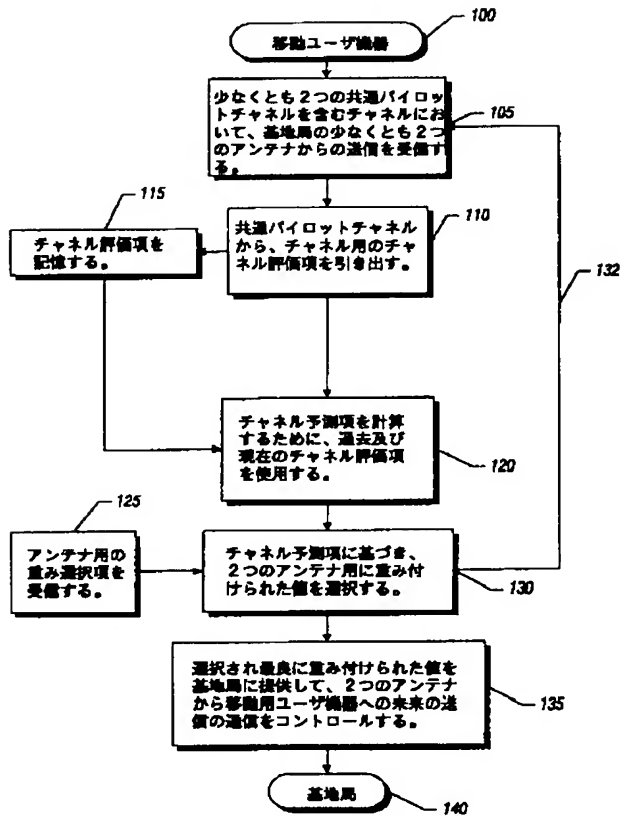 100
移動ユーザ機器
少なくとも2つの共通パイロッ
トチャネルを含むチャネルにお
いて、基地局の少なくとも2つ
のアンテナからの送信を受信す
る。
105
115
チャネル評価項を
記憶する。
共通パイロットチャネル
から、チャネル用のチャ
ネル評価項を引き出す。
110
132
チャネル予測項を計算
するために、過去及び
現在のチャネル評価項
を使用する。
120
125
アンテナ用の
重み選択項を
受信する。
チャネル予測項に基づき、
2つのアンテナ用に重み付
けられた値を選択する。
130
選択され最良に重み付けられた値を
基地局に提供して、2つのアンテナ
から移動用ユーザ機器への未来の送
信の通信をコントロールする。
135
基地局
140